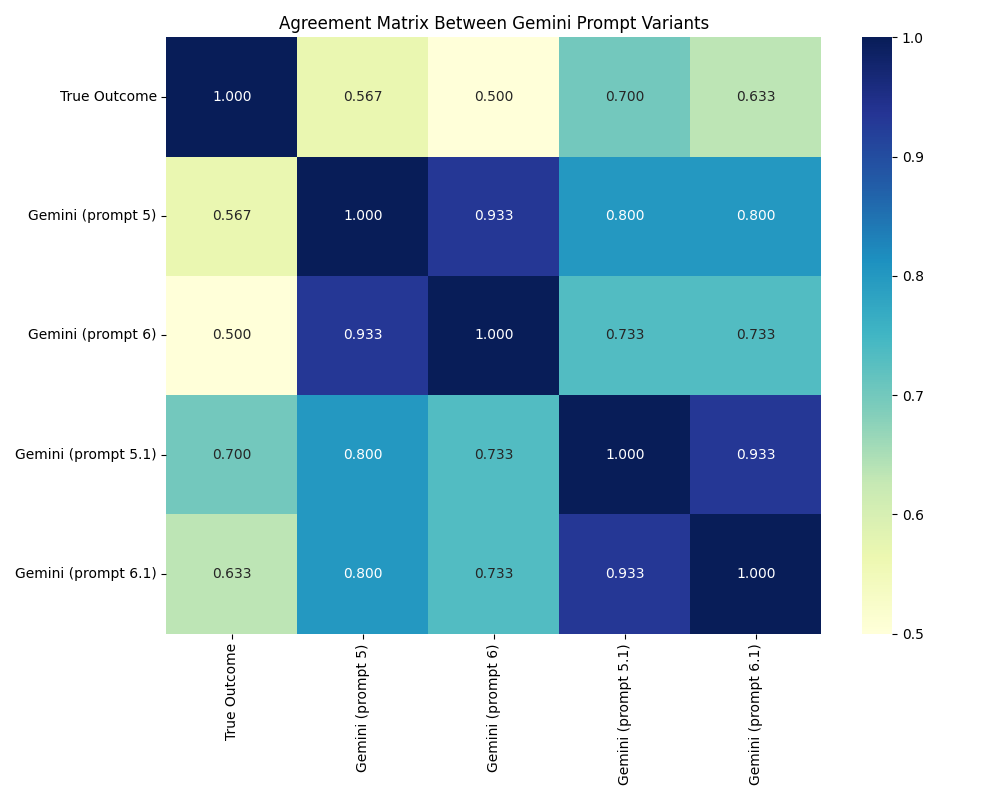 Agreement Matrix Between Gemini Prompt Variants
True Outcome 1.000 0.567 0.500 0.700 0.633
Gemini (prompt 5) 0.567 1.000 0.933 0.800 0.800
Gemini (prompt 6) 0.500 0.933 1.000 0.733 0.733
Gemini (prompt 5.1) 0.700 0.800 0.733 1.000 0.933
Gemini (prompt 6.1) 0.633 0.800 0.733 0.933 1.000
True Outcome
Gemini (prompt 5)
Gemini (prompt 6)
Gemini (prompt 5.1)
Gemini (prompt 6.1)
1.0
0.9
0.8
0.7
0.6
0.5